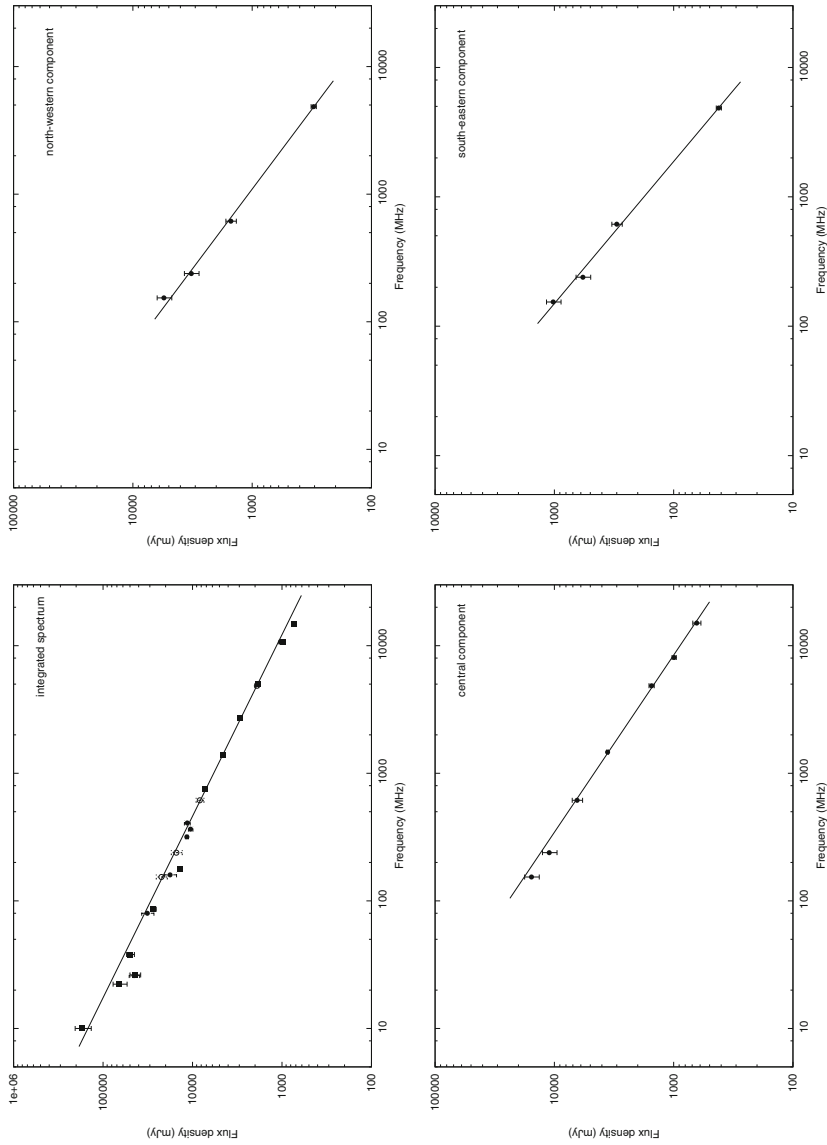 integrated spectrum
1e+06
100000
10000
1000
100
Flux density (mJy)
10
100
1000
10000
Frequency (MHz)
north-western component
100000
10000
1000
100
Flux density (mJy)
10
100
1000
10000
Frequency (MHz)
central component
100000
10000
1000
100
Flux density (mJy)
10
100
1000
10000
Frequency (MHz)
south-eastern component
10000
1000
100
10
Flux density (mJy)
10
100
1000
10000
Frequency (MHz)